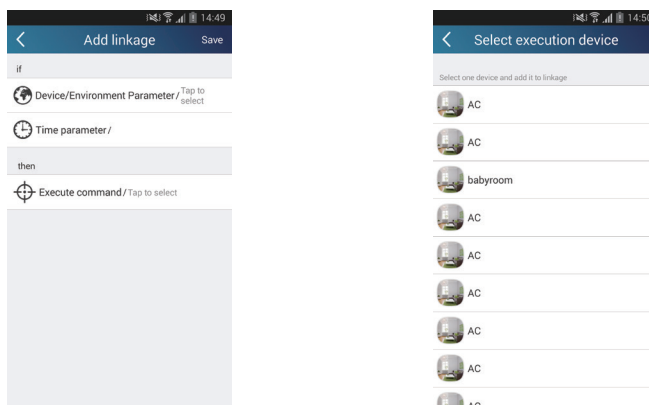 14:49
Add linkage
Save
if
Device/Environment Parameter/Tap to
select
Time parameter/
then
Execute command/Tap to select
14:50
Select execution device
Select one device and add it to linkage
AC
AC
babyroom
AC
AC
AC
AC
AC
AC